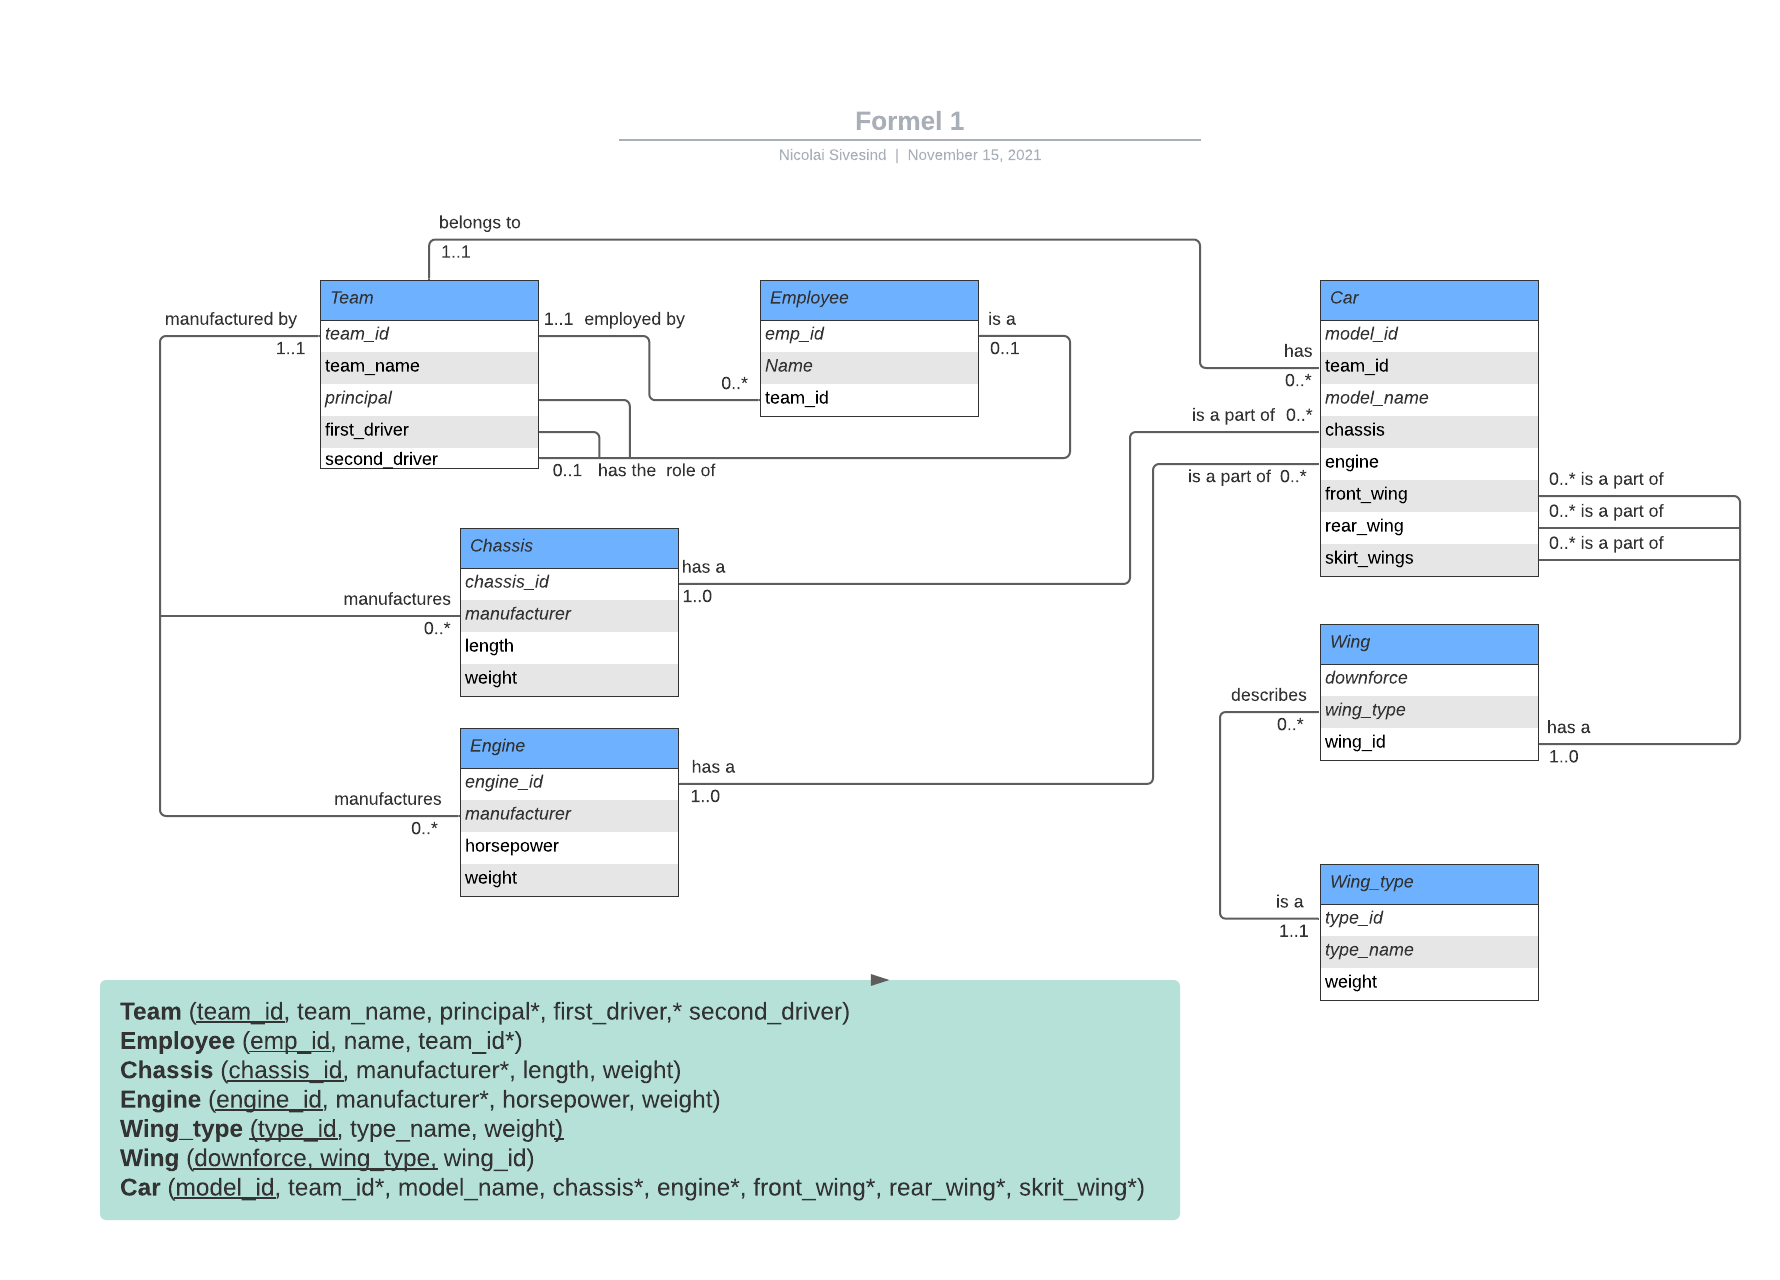 Formel 1
Nicolai Sivesind | November 15, 2021
belongs to
1..1
Team
team_id
team_name
principal
first_driver
second_driver
manufactured by
1..1
1..1 employed by
0..*
Employee
emp_id
Name
team_id
is a
0..1
0..1 has the role of
Car
model_id
team_id
model_name
chassis
engine
front_wing
rear_wing
skirt_wings
has
0..*
is a part of 0..*
is a part of 0..*
0..* is a part of
0..* is a part of
0..* is a part of
Chassis
chassis_id
manufacturer
length
weight
has a
1..0
manufactures
0..*
Engine
engine_id
manufacturer
horsepower
weight
has a
1..0
manufactures
0..*
Wing
downforce
wing_type
wing_id
describes
0..*
has a
1..0
Wing_type
type_id
type_name
weight
is a
1..1
Team (team_id, team_name, principal*, first_driver,* second_driver)
Employee (emp_id, name, team_id*)
Chassis (chassis_id, manufacturer*, length, weight)
Engine (engine_id, manufacturer*, horsepower, weight)
Wing_type (type_id, type_name, weight)
Wing (downforce, wing_type, wing_id)
Car (model_id, team_id*, model_name, chassis*, engine*, front_wing*, rear_wing*, skrit_wing*)